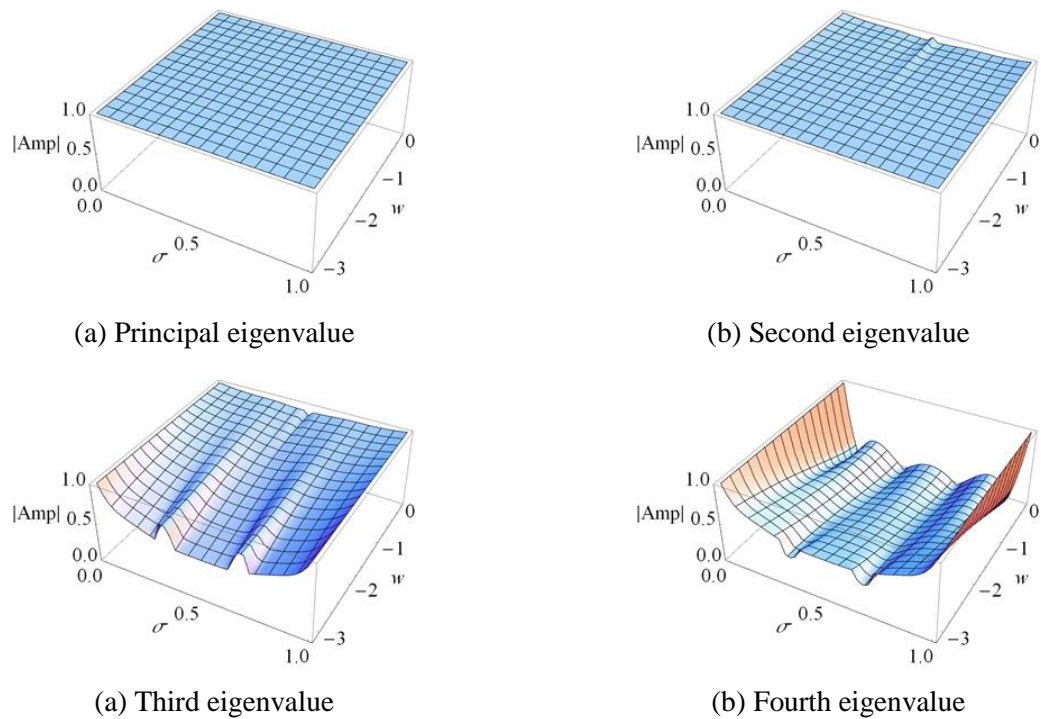 1.0
|Amp| 0.5
0.0
0.0
σ 0.5
1.0
0
−1
−2 w
−3
(a) Principal eigenvalue
1.0
|Amp| 0.5
0.0
0.0
σ 0.5
1.0
0
−1
−2 w
−3
(b) Second eigenvalue
1.0
|Amp| 0.5
0.0
0.0
σ 0.5
1.0
0
−1
−2 w
−3
(a) Third eigenvalue
1.0
|Amp| 0.5
0.0
0.0
σ 0.5
1.0
0
−1
−2 w
−3
(b) Fourth eigenvalue